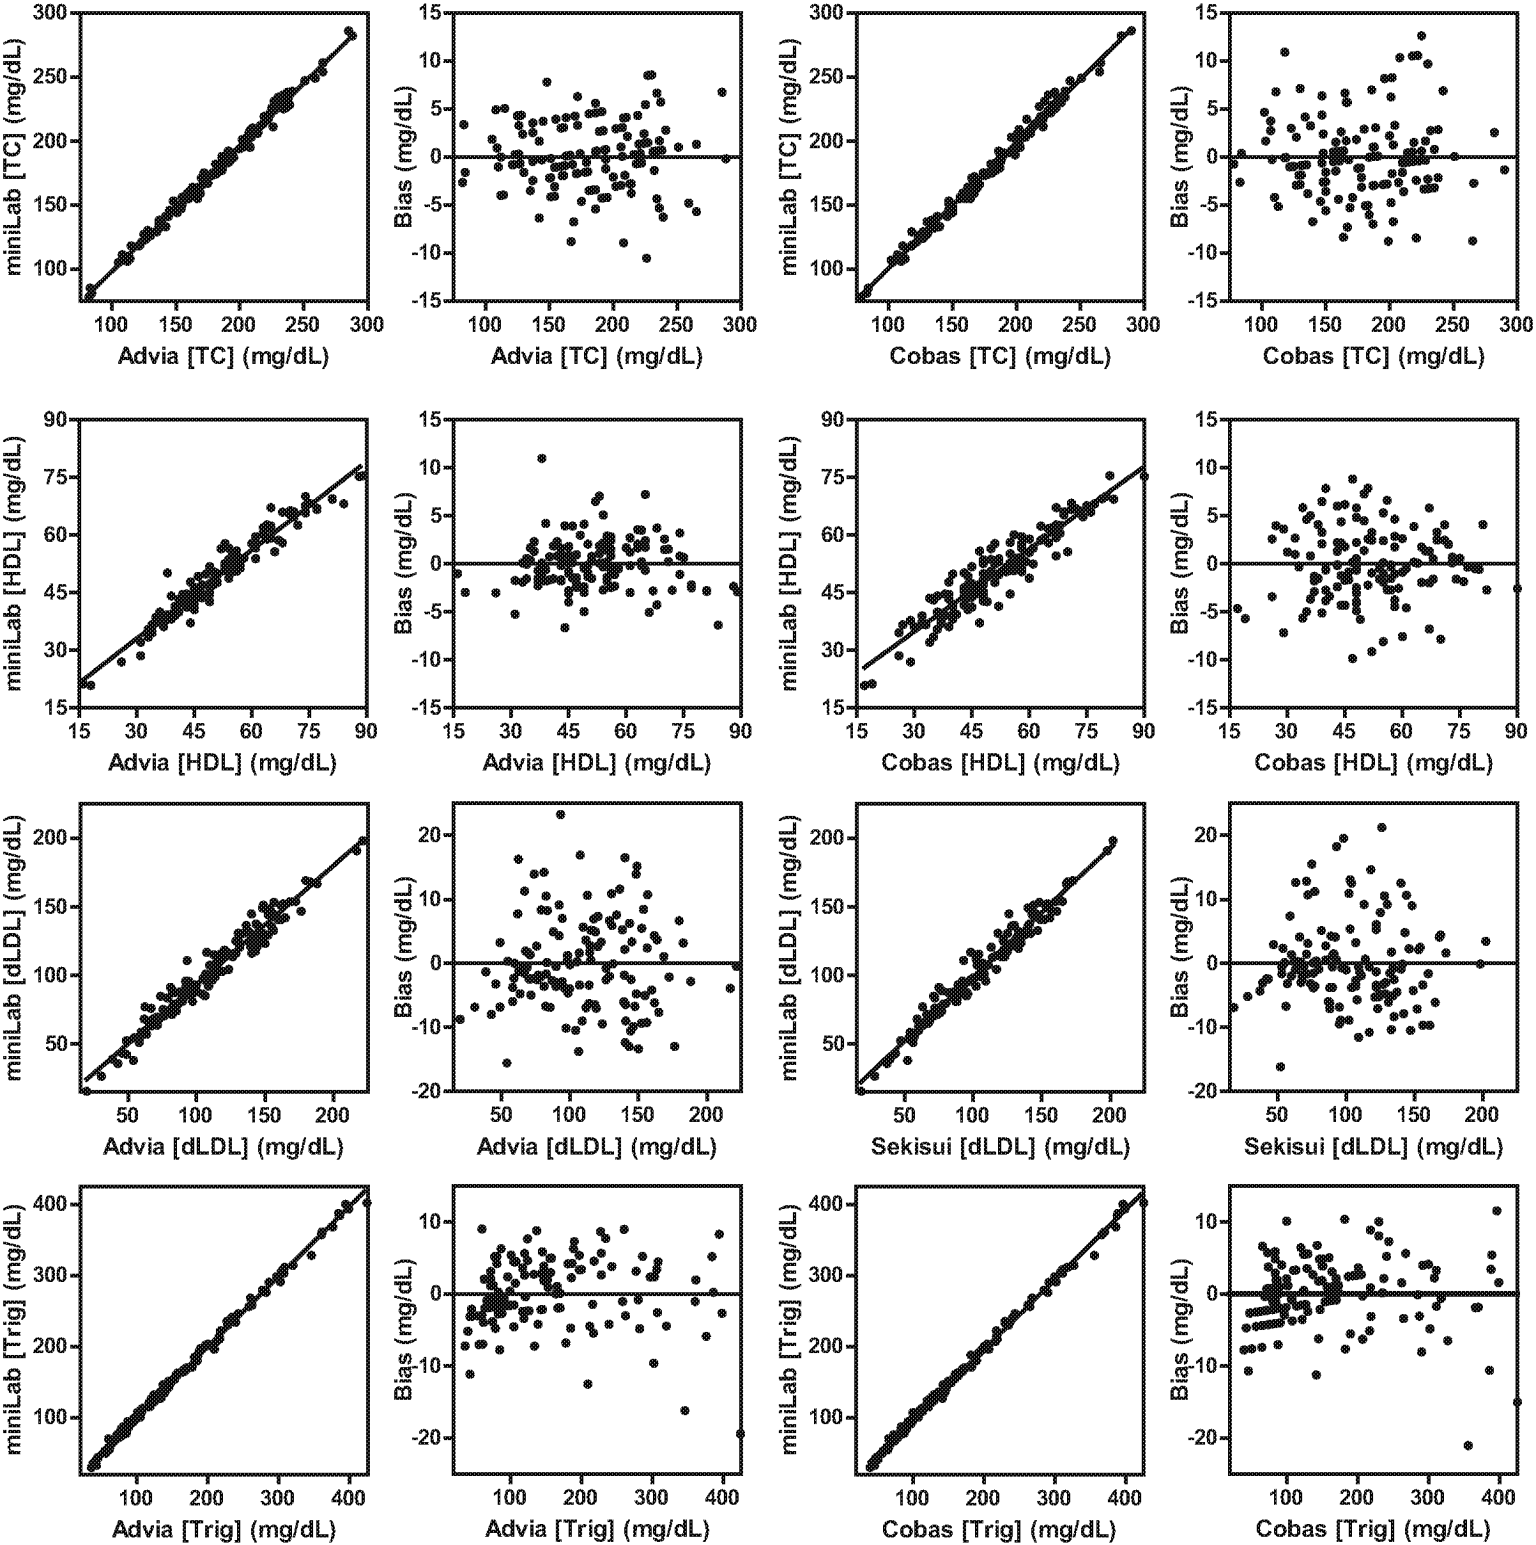 300
250
200
150
100
miniLab [TC] (mg/dL)
100 150 200 250 300
Advia [TC] (mg/dL)
15
10
5
0
-5
-10
-15
Bias (mg/dL)
100 150 200 250 300
Advia [TC] (mg/dL)
300
250
200
150
100
miniLab [TC] (mg/dL)
100 150 200 250 300
Cobas [TC] (mg/dL)
15
10
5
0
-5
-10
-15
Bias (mg/dL)
100 150 200 250 300
Cobas [TC] (mg/dL)
90
75
60
45
30
15
miniLab [HDL] (mg/dL)
15 30 45 60 75 90
Advia [HDL] (mg/dL)
15
10
5
0
-5
-10
-15
Bias (mg/dL)
15 30 45 60 75 90
Advia [HDL] (mg/dL)
90
75
60
45
30
15
miniLab [HDL] (mg/dL)
15 30 45 60 75 90
Cobas [HDL] (mg/dL)
15
10
5
0
-5
-10
-15
Bias (mg/dL)
15 30 45 60 75 90
Cobas [HDL] (mg/dL)
200
150
100
50
miniLab [dLDL] (mg/dL)
50 100 150 200
Advia [dLDL] (mg/dL)
20
10
0
-10
-20
Bias (mg/dL)
50 100 150 200
Advia [dLDL] (mg/dL)
200
150
100
50
miniLab [dLDL] (mg/dL)
50 100 150 200
Sekisui [dLDL] (mg/dL)
20
10
0
-10
-20
Bias (mg/dL)
50 100 150 200
Sekisui [dLDL] (mg/dL)
400
300
200
100
miniLab [Trig] (mg/dL)
100 200 300 400
Advia [Trig] (mg/dL)
10
0
-10
-20
Bias (mg/dL)
100 200 300 400
Advia [Trig] (mg/dL)
400
300
200
100
miniLab [Trig] (mg/dL)
100 200 300 400
Cobas [Trig] (mg/dL)
10
0
-10
-20
Bias (mg/dL)
100 200 300 400
Cobas [Trig] (mg/dL)